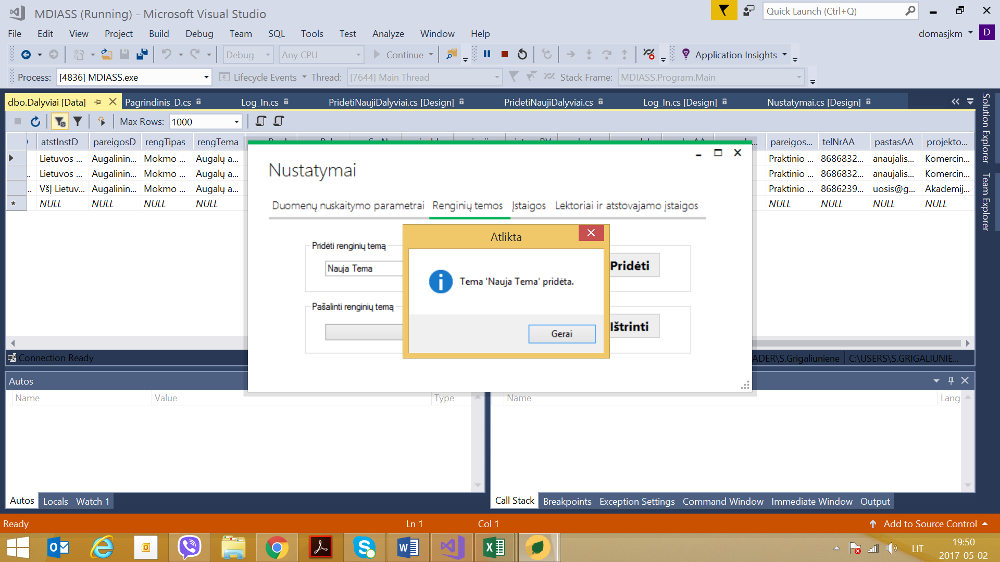 MDIASS (Running) - Microsoft Visual Studio
Quick Launch (Ctrl+Q)
File Edit View Project Build Debug Team SQL Tools Test Analyze Window Help
domasjkm D
Debug Any CPU Continue Application Insights
Process: [4836] MDIASS.exe Lifecycle Events Thread: [7644] Main Thread Stack Frame: MDIASS.Program.Main
dbo.Dalyviai [Data] Pagrindinis_D.cs Log_In.cs PridetiNaujiDalyviai.cs [Design] PridetiNaujiDalyviai.cs Log_In.cs [Design] Nustatymai.cs [Design]
Solution Explorer
Team Explorer
Max Rows: 1000
atstInstD pareigosD rengTipas rengTema pareigos... telNrAA pastasAA projekto...
Lietuvos ... Augalinin... Mokmo ... Augalų a... Praktinio ... 8686832... anaujalis... Komercin...
Lietuvos ... Augalinin... Mokmo ... Augalų a... Praktinio ... 8686832... anaujalis... Komercin...
VšĮ Lietuv... Augalinin... Mokmo ... Augalų a... Praktinio ... 8686239... uosis@g... Akademij...
NULL NULL NULL NULL NULL NULL NULL NULL
Nustatymai
Duomenų nuskaitymo parametrai Renginių temos Įstaigos Lektoriai ir atstovajamo įstaigos
Pridėti renginių temą
Nauja Tema
Pridėti
Pašalinti renginių temą
Ištrinti
Atlikta
Tema 'Nauja Tema' pridėta.
Gerai
Connection Ready
ADER\S.Grigaliuniene C:\USERS\S.GRIGALIUNIE...
Autos
Name Value Type
Name Lang
Autos Locals Watch 1
Call Stack Breakpoints Exception Settings Command Window Immediate Window Output
Ready Ln 1 Col 1 Add to Source Control
LIT
19:50
2017-05-02